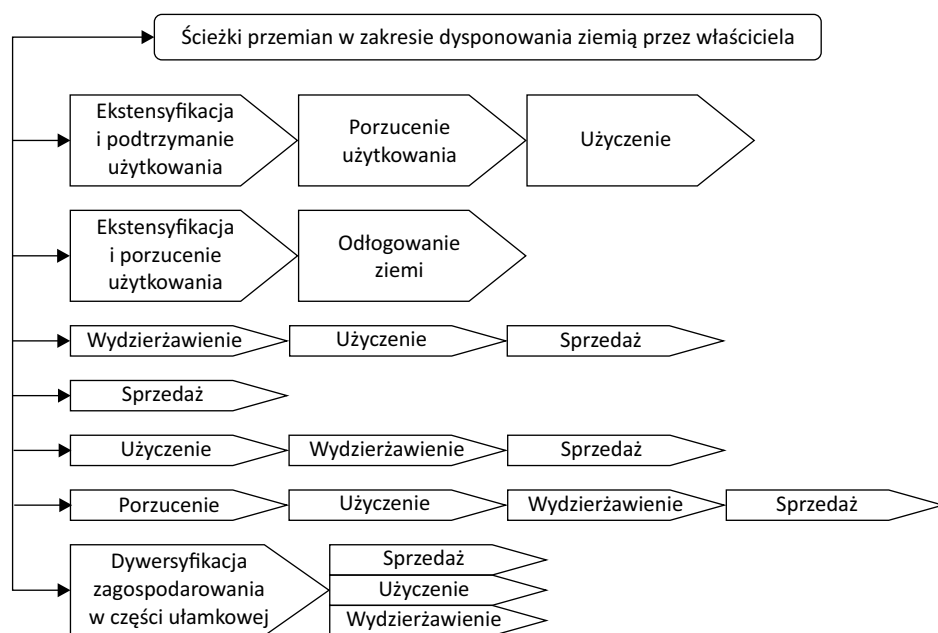 Ścieżki przemian w zakresie dysponowania ziemią przez właściciela
Ekstensyfikacja
i podtrzymanie
użytkowania
Porzucenie
użytkowania
Użyczenie
Ekstensyfikacja
i porzucenie
użytkowania
Odłogowanie
ziemi
Wydzierżawienie
Użyczenie
Sprzedaż
Sprzedaż
Użyczenie
Wydzierżawienie
Sprzedaż
Porzucenie
Użyczenie
Wydzierżawienie
Sprzedaż
Dywersyfikacja
zagospodarowania
w części ułamkowej
Sprzedaż
Użyczenie
Wydzierżawienie